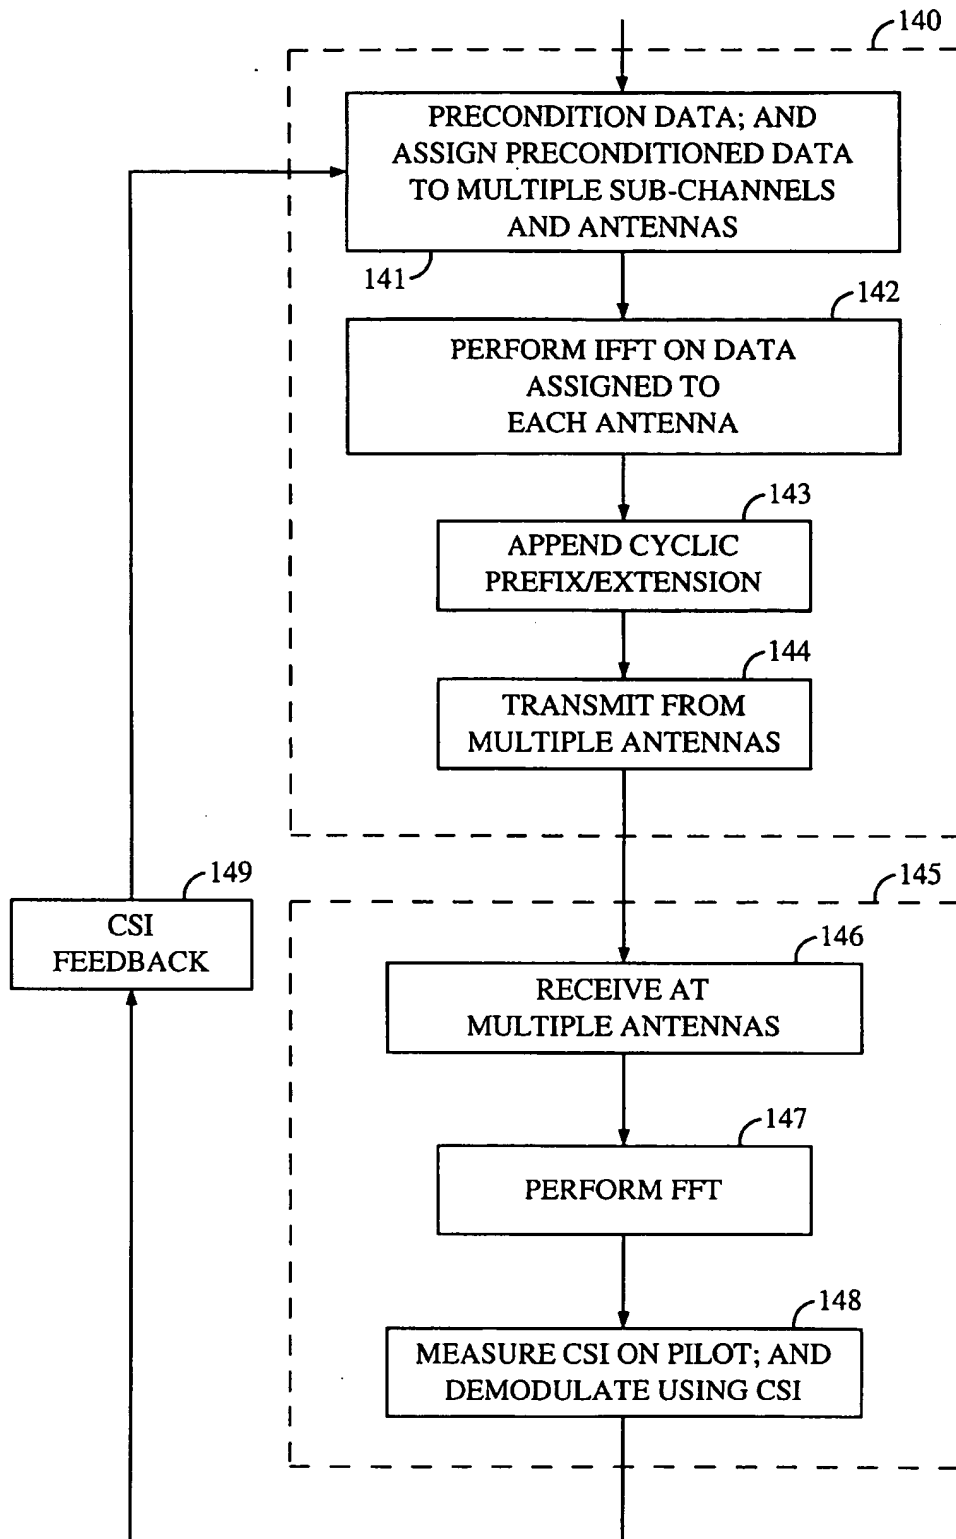 140
PRECONDITION DATA; AND
ASSIGN PRECONDITIONED DATA
TO MULTIPLE SUB-CHANNELS
AND ANTENNAS
141
142
PERFORM IFFT ON DATA
ASSIGNED TO
EACH ANTENNA
143
APPEND CYCLIC
PREFIX/EXTENSION
144
TRANSMIT FROM
MULTIPLE ANTENNAS
149
CSI
FEEDBACK
145
146
RECEIVE AT
MULTIPLE ANTENNAS
147
PERFORM FFT
148
MEASURE CSI ON PILOT; AND
DEMODULATE USING CSI